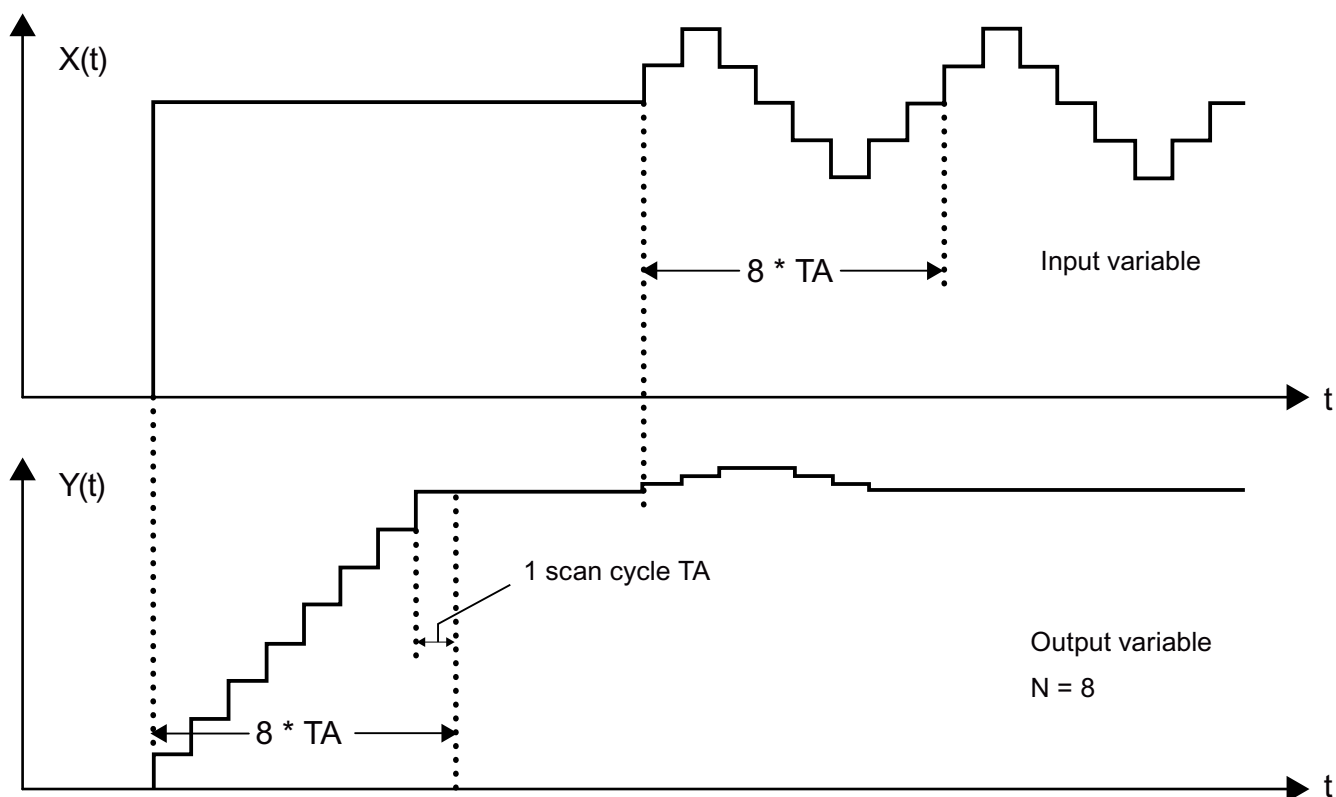 X(t)
8 * TA
Input variable
t
Y(t)
1 scan cycle TA
Output variable
N = 8
8 * TA
t